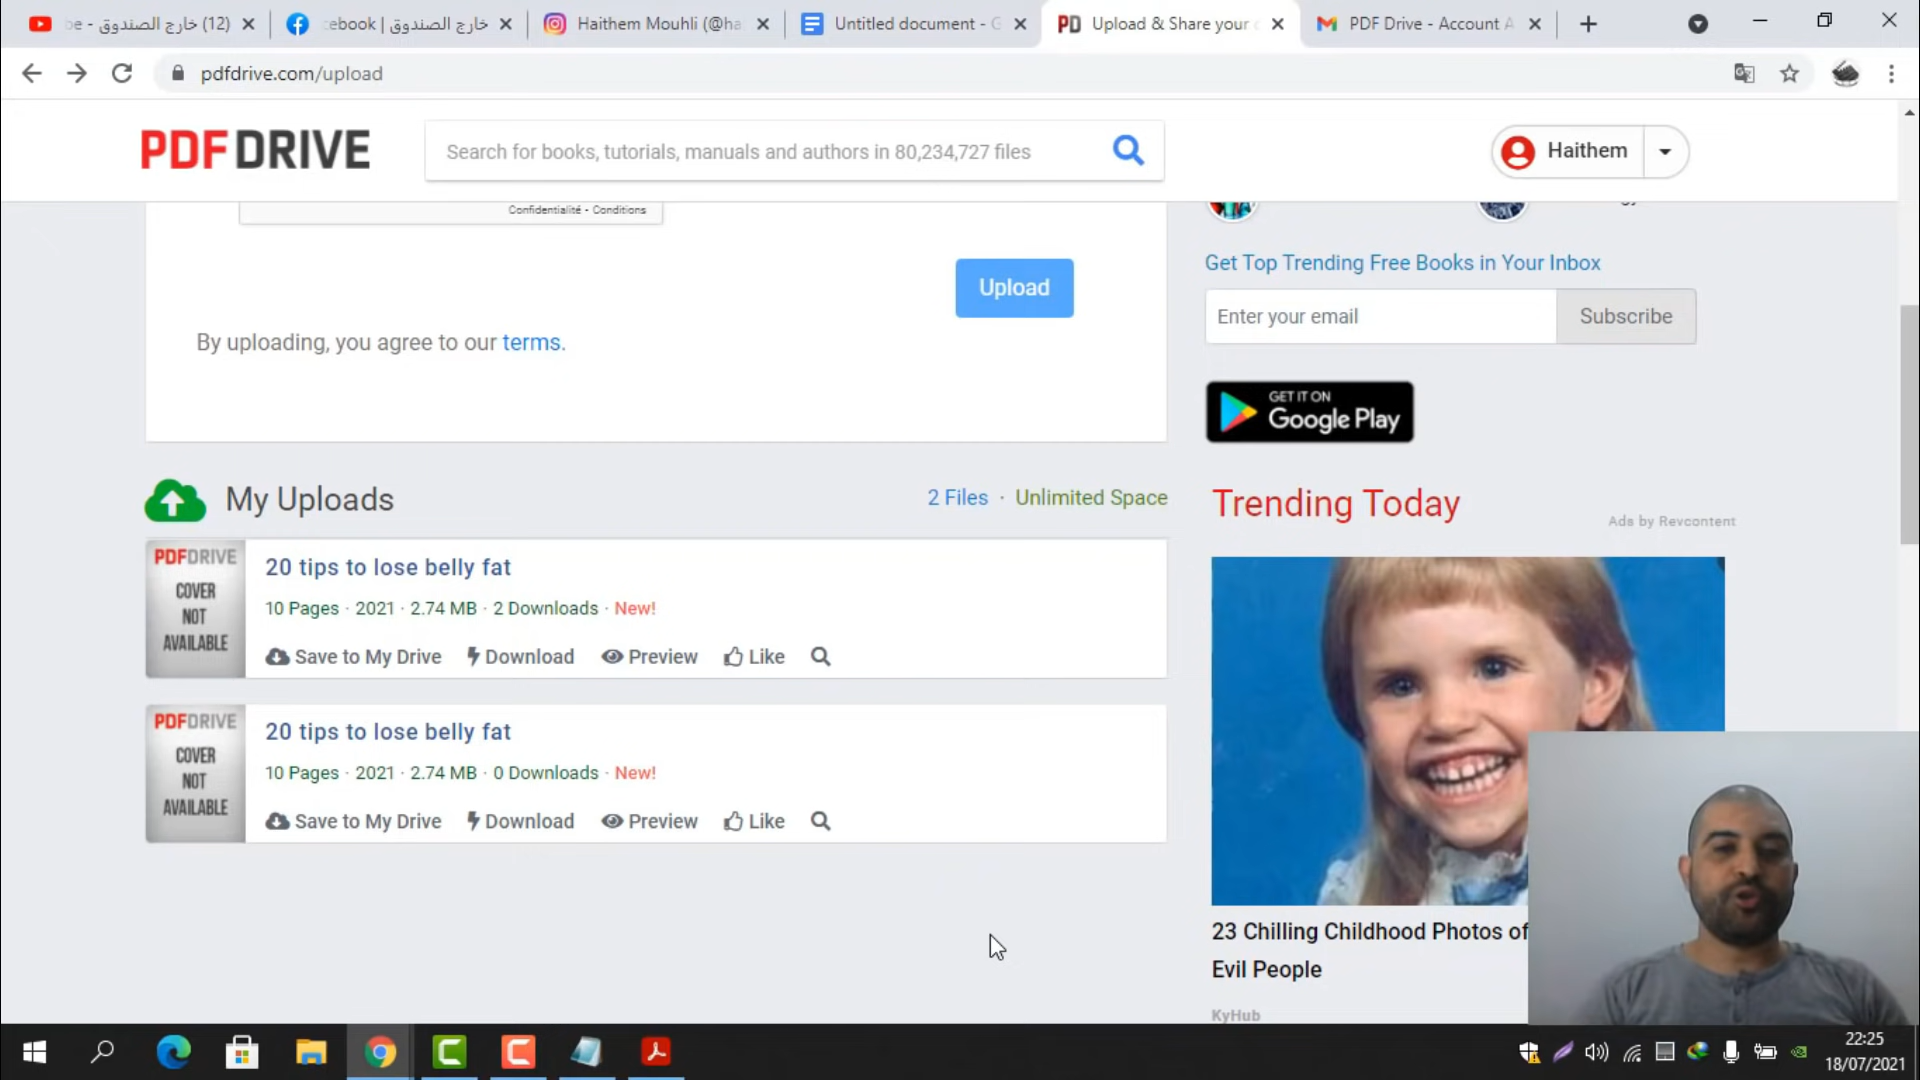 (12) خارج الصندوق - be
خارج الصندوق | cebook
Haithem Mouhli (@ha
Untitled document - G
PD Upload & Share your
PDF Drive - Account A
pdfdrive.com/upload
PDFDRIVE
Search for books, tutorials, manuals and authors in 80,234,727 files
Haithem
Confidentialité - Conditions
Upload
By uploading, you agree to our terms.
Get Top Trending Free Books in Your Inbox
Enter your email
Subscribe
GET IT ON
Google Play
My Uploads
2 Files · Unlimited Space
Trending Today
Ads by Revcontent
PDFDRIVE
COVER
NOT
AVAILABLE
20 tips to lose belly fat
10 Pages · 2021 · 2.74 MB · 2 Downloads · New!
Save to My Drive
Download
Preview
Like
PDFDRIVE
COVER
NOT
AVAILABLE
20 tips to lose belly fat
10 Pages · 2021 · 2.74 MB · 0 Downloads · New!
Save to My Drive
Download
Preview
Like
23 Chilling Childhood Photos of
Evil People
KyHub
22:25
18/07/2021